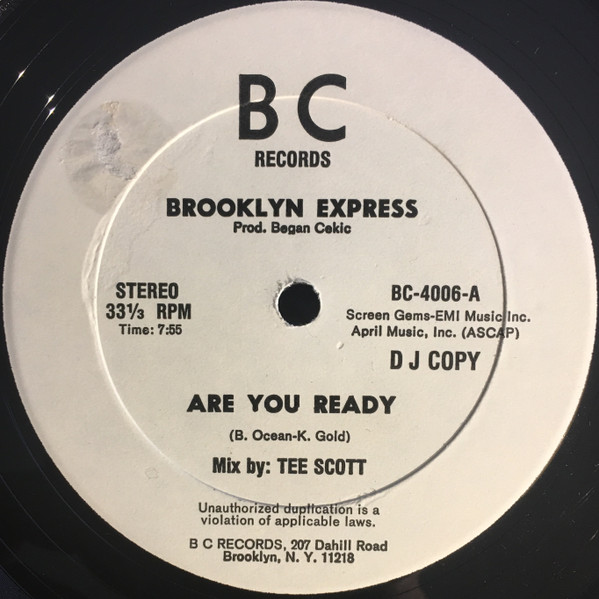 B C
RECORDS
BROOKLYN EXPRESS
Prod. Began Cekic
STEREO
33⅓ RPM
Time: 7:55
BC-4006-A
Screen Gems-EMI Music Inc.
April Music, Inc. (ASCAP)
D J COPY
ARE YOU READY
(B. Ocean-K. Gold)
Mix by: TEE SCOTT
Unauthorized duplication is a
violation of applicable laws.
B C RECORDS, 207 Dahill Road
Brooklyn, N. Y. 11218